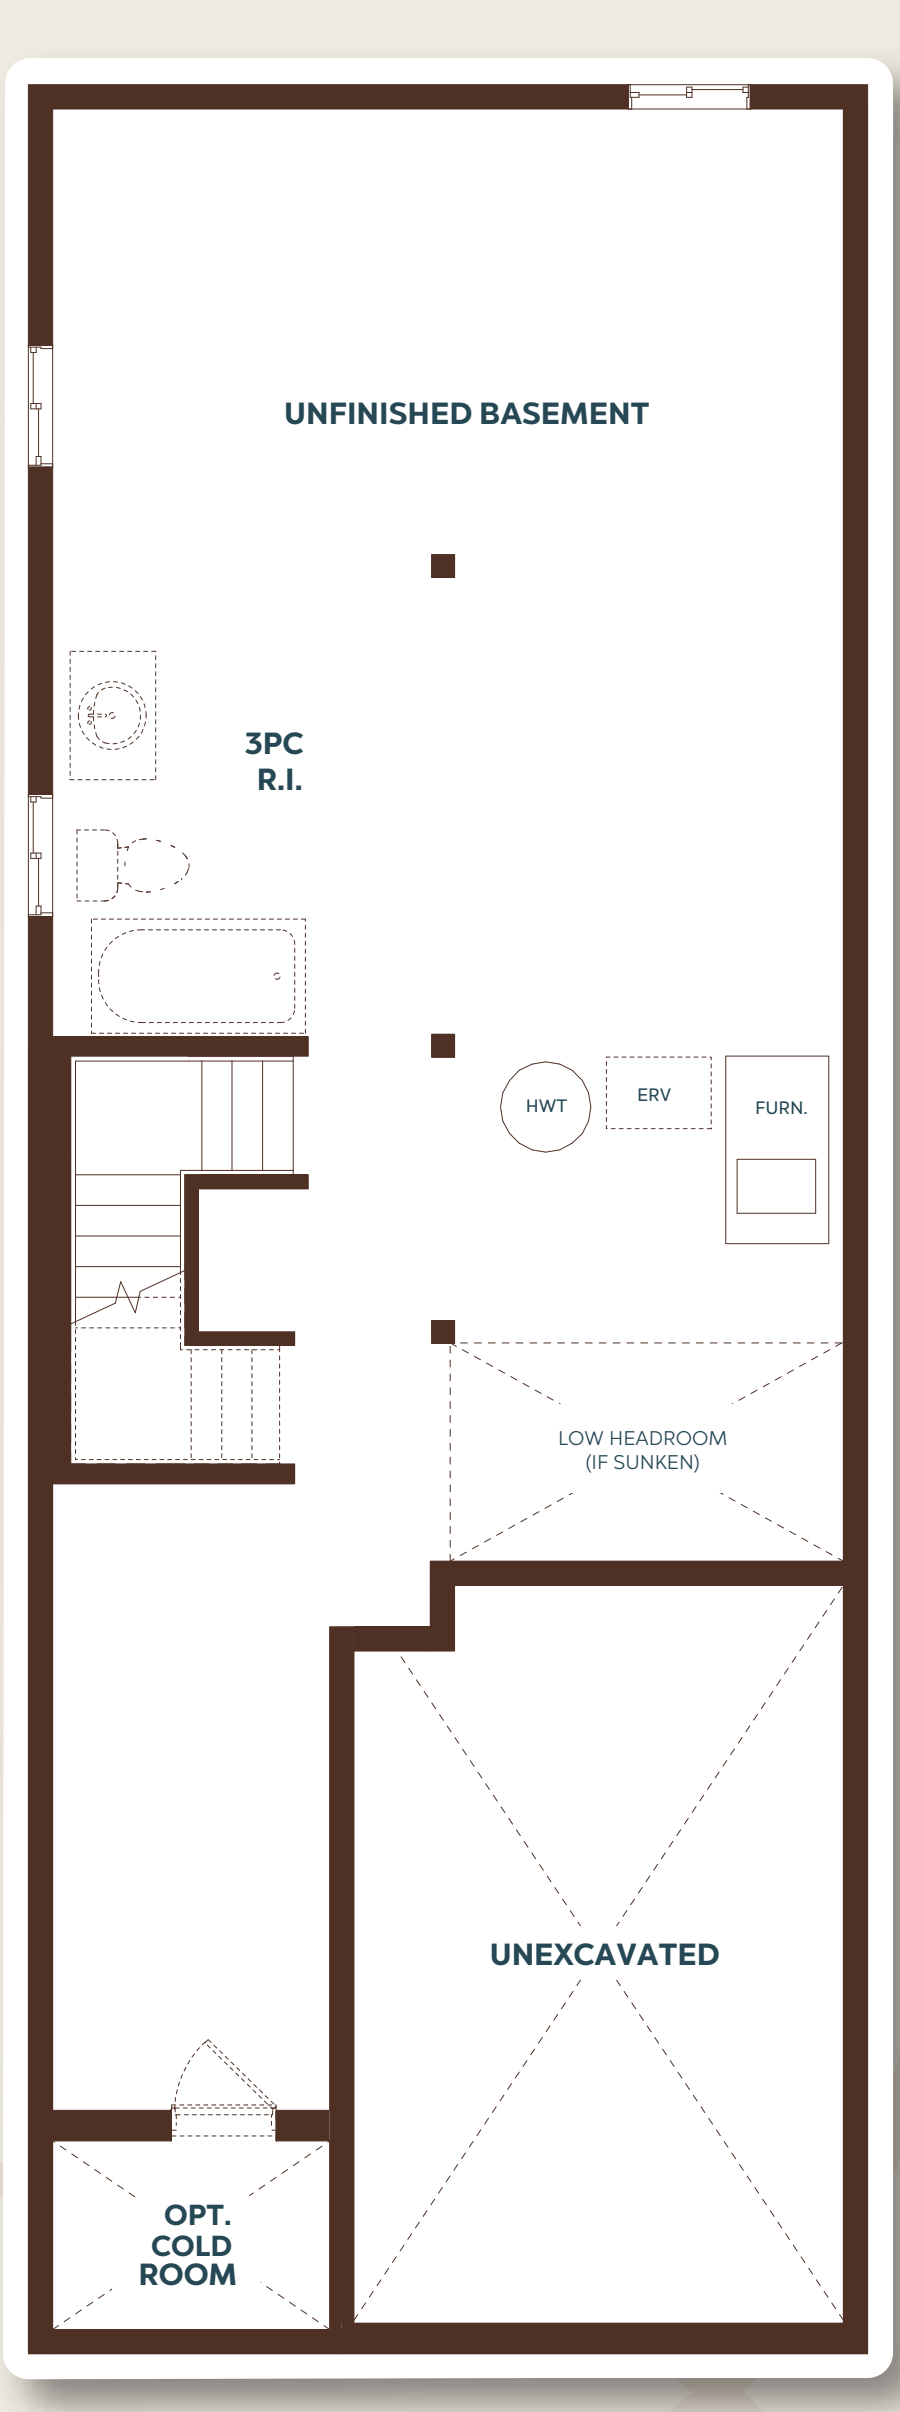 UNFINISHED BASEMENT
3PC
R.I.
HWT
ERV
FURN.
LOW HEADROOM
(IF SUNKEN)
UNEXCAVATED
OPT.
COLD
ROOM